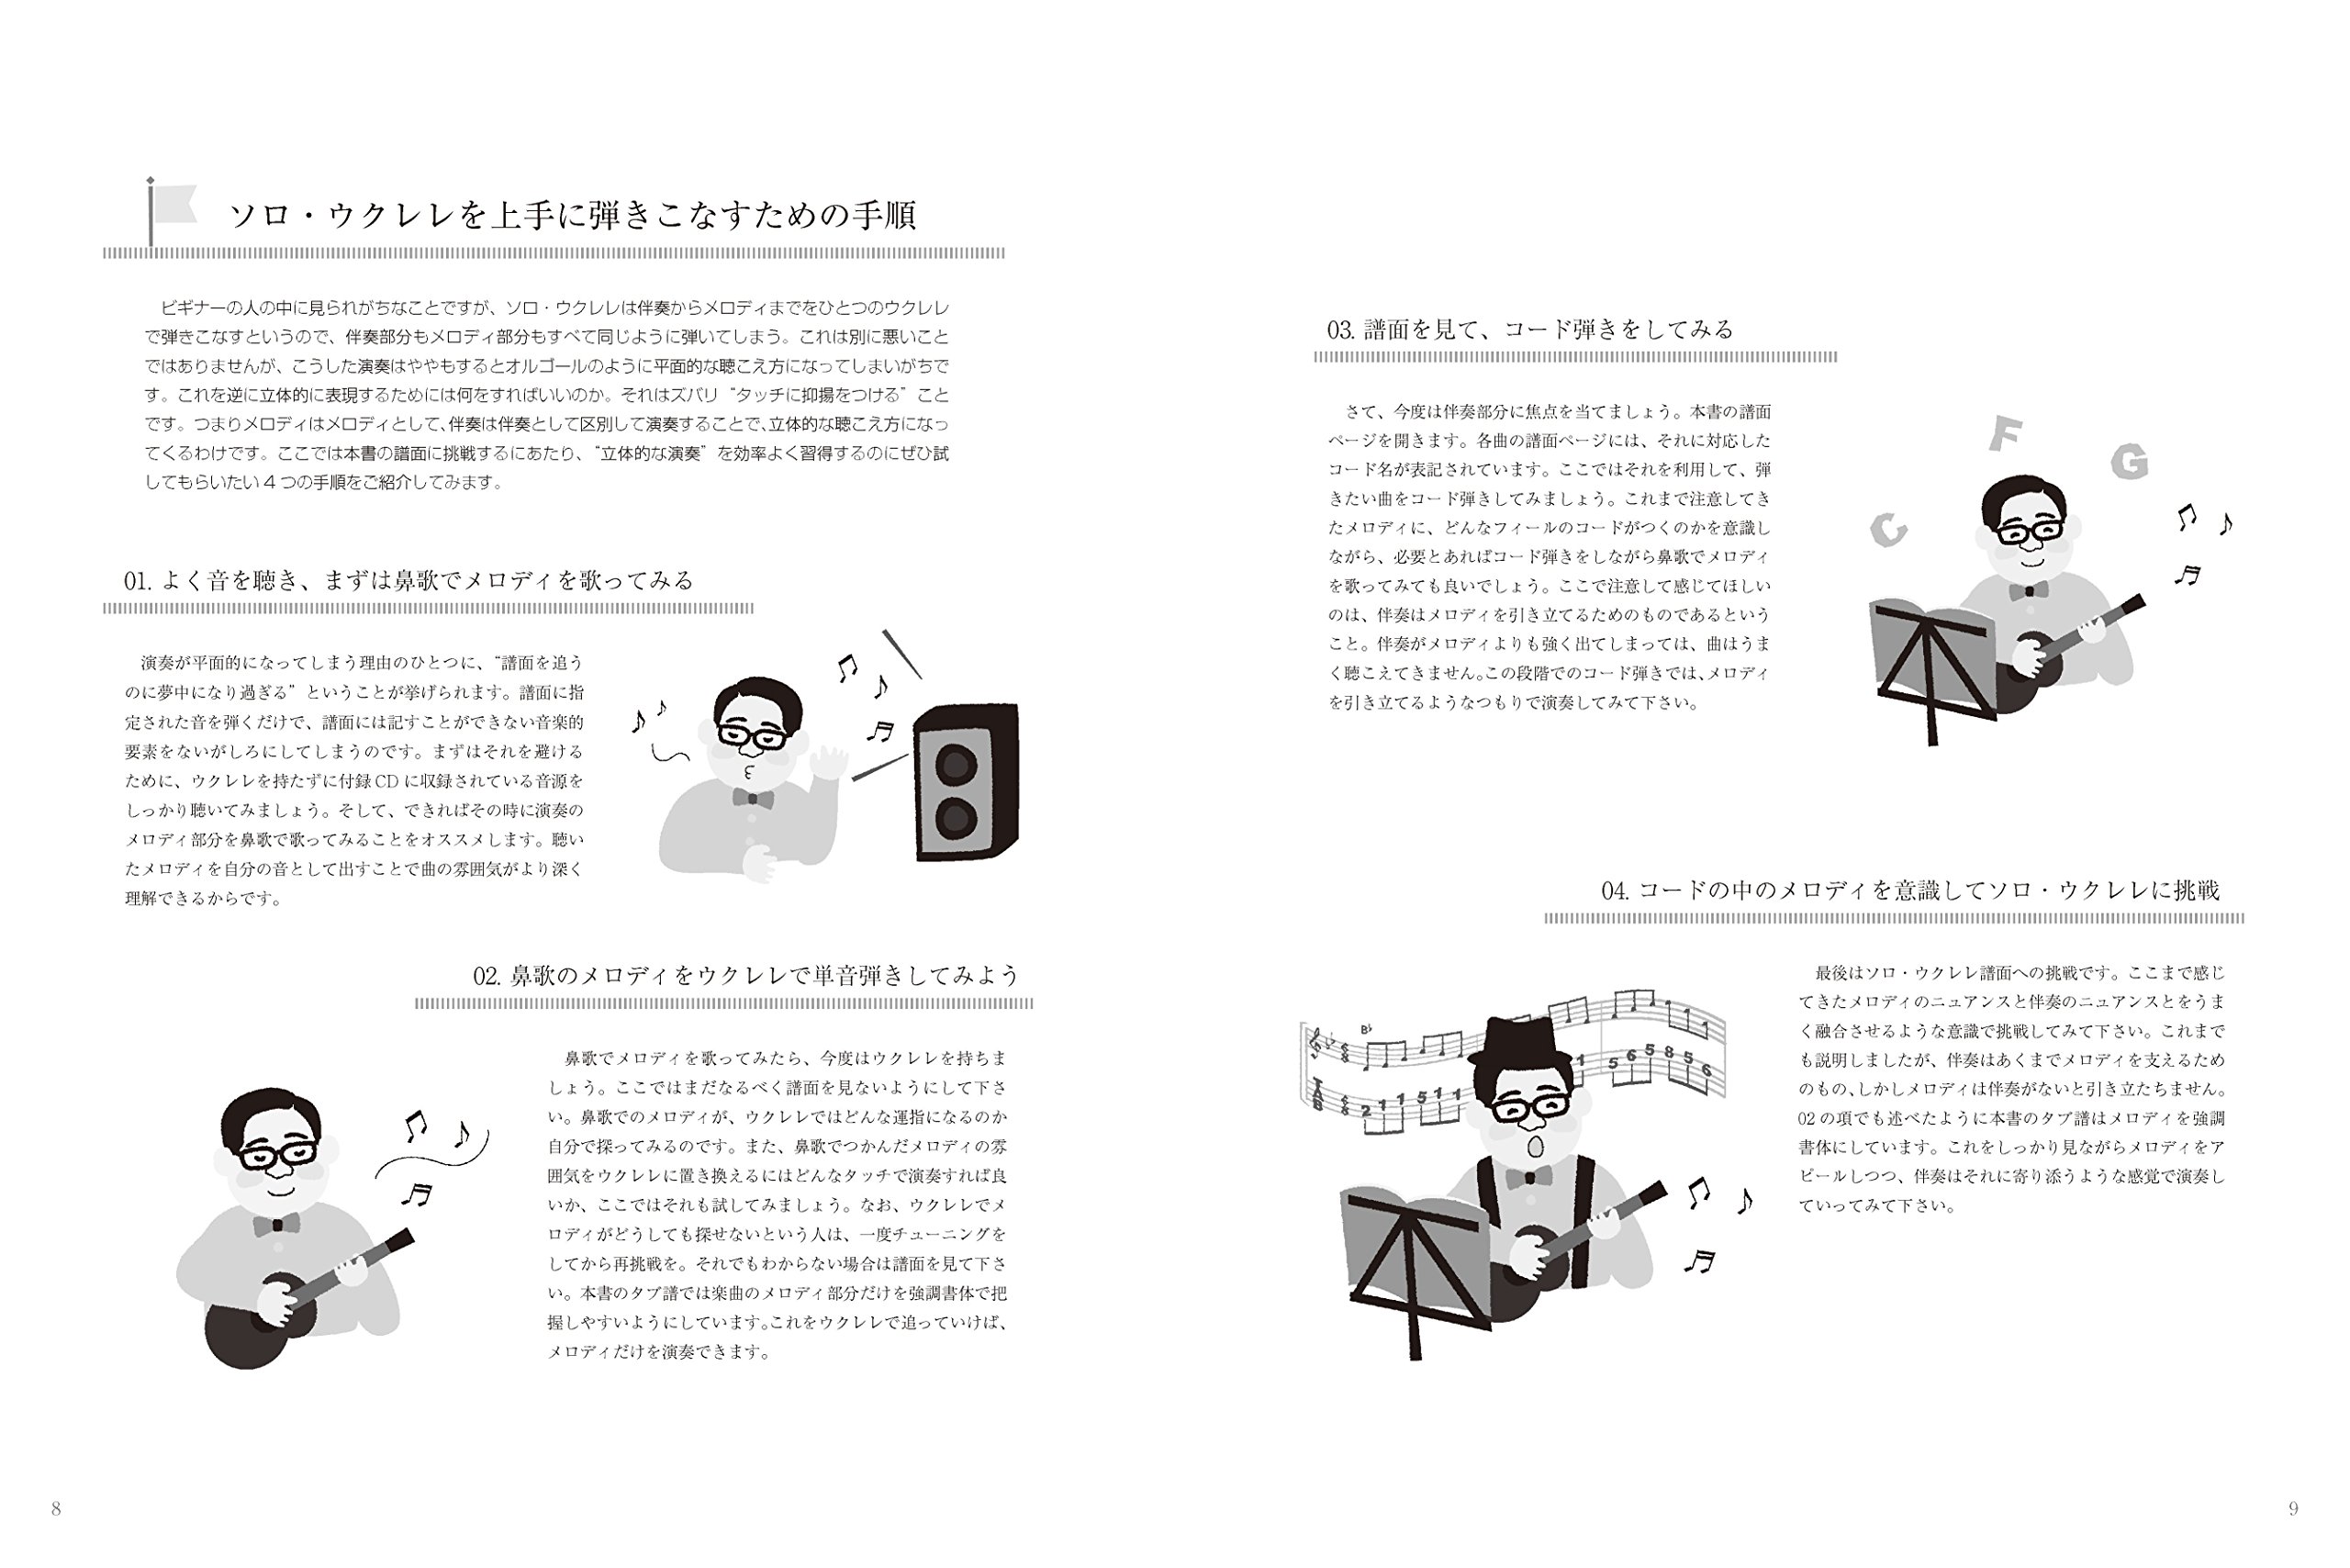 ソロ・ウクレレを上手に弾きこなすための手順
ビギナーの人の中に見られがちなことですが、ソロ・ウクレレは伴奏からメロディまでをひとつのウクレレ
で弾きこなすというので、伴奏部分もメロディ部分もすべて同じように弾いてしまう。これは別に悪いこと
ではありませんが、こうした演奏はややもするとオルゴールのように平面的な聴こえ方になってしまいがちで
す。これを逆に立体的に表現するためには何をすればいいのか。それはズバリ“タッチに抑揚をつける”こと
です。つまりメロディはメロディとして、伴奏は伴奏として区別して演奏することで、立体的な聴こえ方になっ
てくるわけです。ここでは本書の譜面に挑戦するにあたり、“立体的な演奏”を効率よく習得するのにぜひ試
してもらいたい４つの手順をご紹介してみます。
01. よく音を聴き、まずは鼻歌でメロディを歌ってみる
演奏が平面的になってしまう理由のひとつに、“譜面を追う
のに夢中になり過ぎる”ということが挙げられます。譜面に指
定された音を弾くだけで、譜面には記すことができない音楽的
要素をないがしろにしてしまうのです。まずはそれを避ける
ために、ウクレレを持たずに付録 CD に収録されている音源を
しっかり聴いてみましょう。そして、できればその時に演奏の
メロディ部分を鼻歌で歌ってみることをオススメします。聴い
たメロディを自分の音として出すことで曲の雰囲気がより深く
理解できるからです。
02. 鼻歌のメロディをウクレレで単音弾きしてみよう
鼻歌でメロディを歌ってみたら、今度はウクレレを持ちま
しょう。ここではまだなるべく譜面を見ないようにして下さ
い。鼻歌でのメロディが、ウクレレではどんな運指になるのか
自分で探ってみるのです。また、鼻歌でつかんだメロディの雰
囲気をウクレレに置き換えるにはどんなタッチで演奏すれば良
いか、ここではそれも試してみましょう。なお、ウクレレでメ
ロディがどうしても探せないという人は、一度チューニングを
してから再挑戦を。それでもわからない場合は譜面を見て下さ
い。本書のタブ譜では楽曲のメロディ部分だけを強調書体で把
握しやすいようにしています。これをウクレレで追っていけば、
メロディだけを演奏できます。
8
03. 譜面を見て、コード弾きをしてみる
さて、今度は伴奏部分に焦点を当てましょう。本書の譜面
ページを開きます。各曲の譜面ページには、それに対応した
コード名が表記されています。ここではそれを利用して、弾
きたい曲をコード弾きしてみましょう。これまで注意してき
たメロディに、どんなフィールのコードがつくのかを意識し
ながら、必要とあればコード弾きをしながら鼻歌でメロディ
を歌ってみても良いでしょう。ここで注意して感じてほしい
のは、伴奏はメロディを引き立てるためのものであるという
こと。伴奏がメロディよりも強く出てしまっては、曲はうま
く聴こえてきません。この段階でのコード弾きでは、メロディ
を引き立てるようなつもりで演奏してみて下さい。
C
F
G
04. コードの中のメロディを意識してソロ・ウクレレに挑戦
最後はソロ・ウクレレ譜面への挑戦です。ここまで感じ
てきたメロディのニュアンスと伴奏のニュアンスとをうま
く融合させるような意識で挑戦してみて下さい。これまで
も説明しましたが、伴奏はあくまでメロディを支えるため
のもの、しかしメロディは伴奏がないと引き立たちません。
02 の項でも述べたように本書のタブ譜はメロディを強調
書体にしています。これをしっかり見ながらメロディをア
ピールしつつ、伴奏はそれに寄り添うような感覚で演奏し
ていってみて下さい。
B♭
6 8
TAB 6 8 2 1 1 5 1 1 1 5 6 5 8 5 6
9